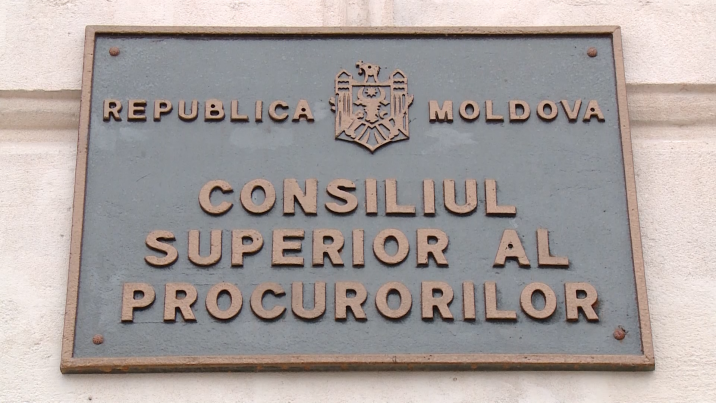 REPUBLICA MOLDOVA
CONSILIUL
SUPERIOR AL
PROCURORILOR